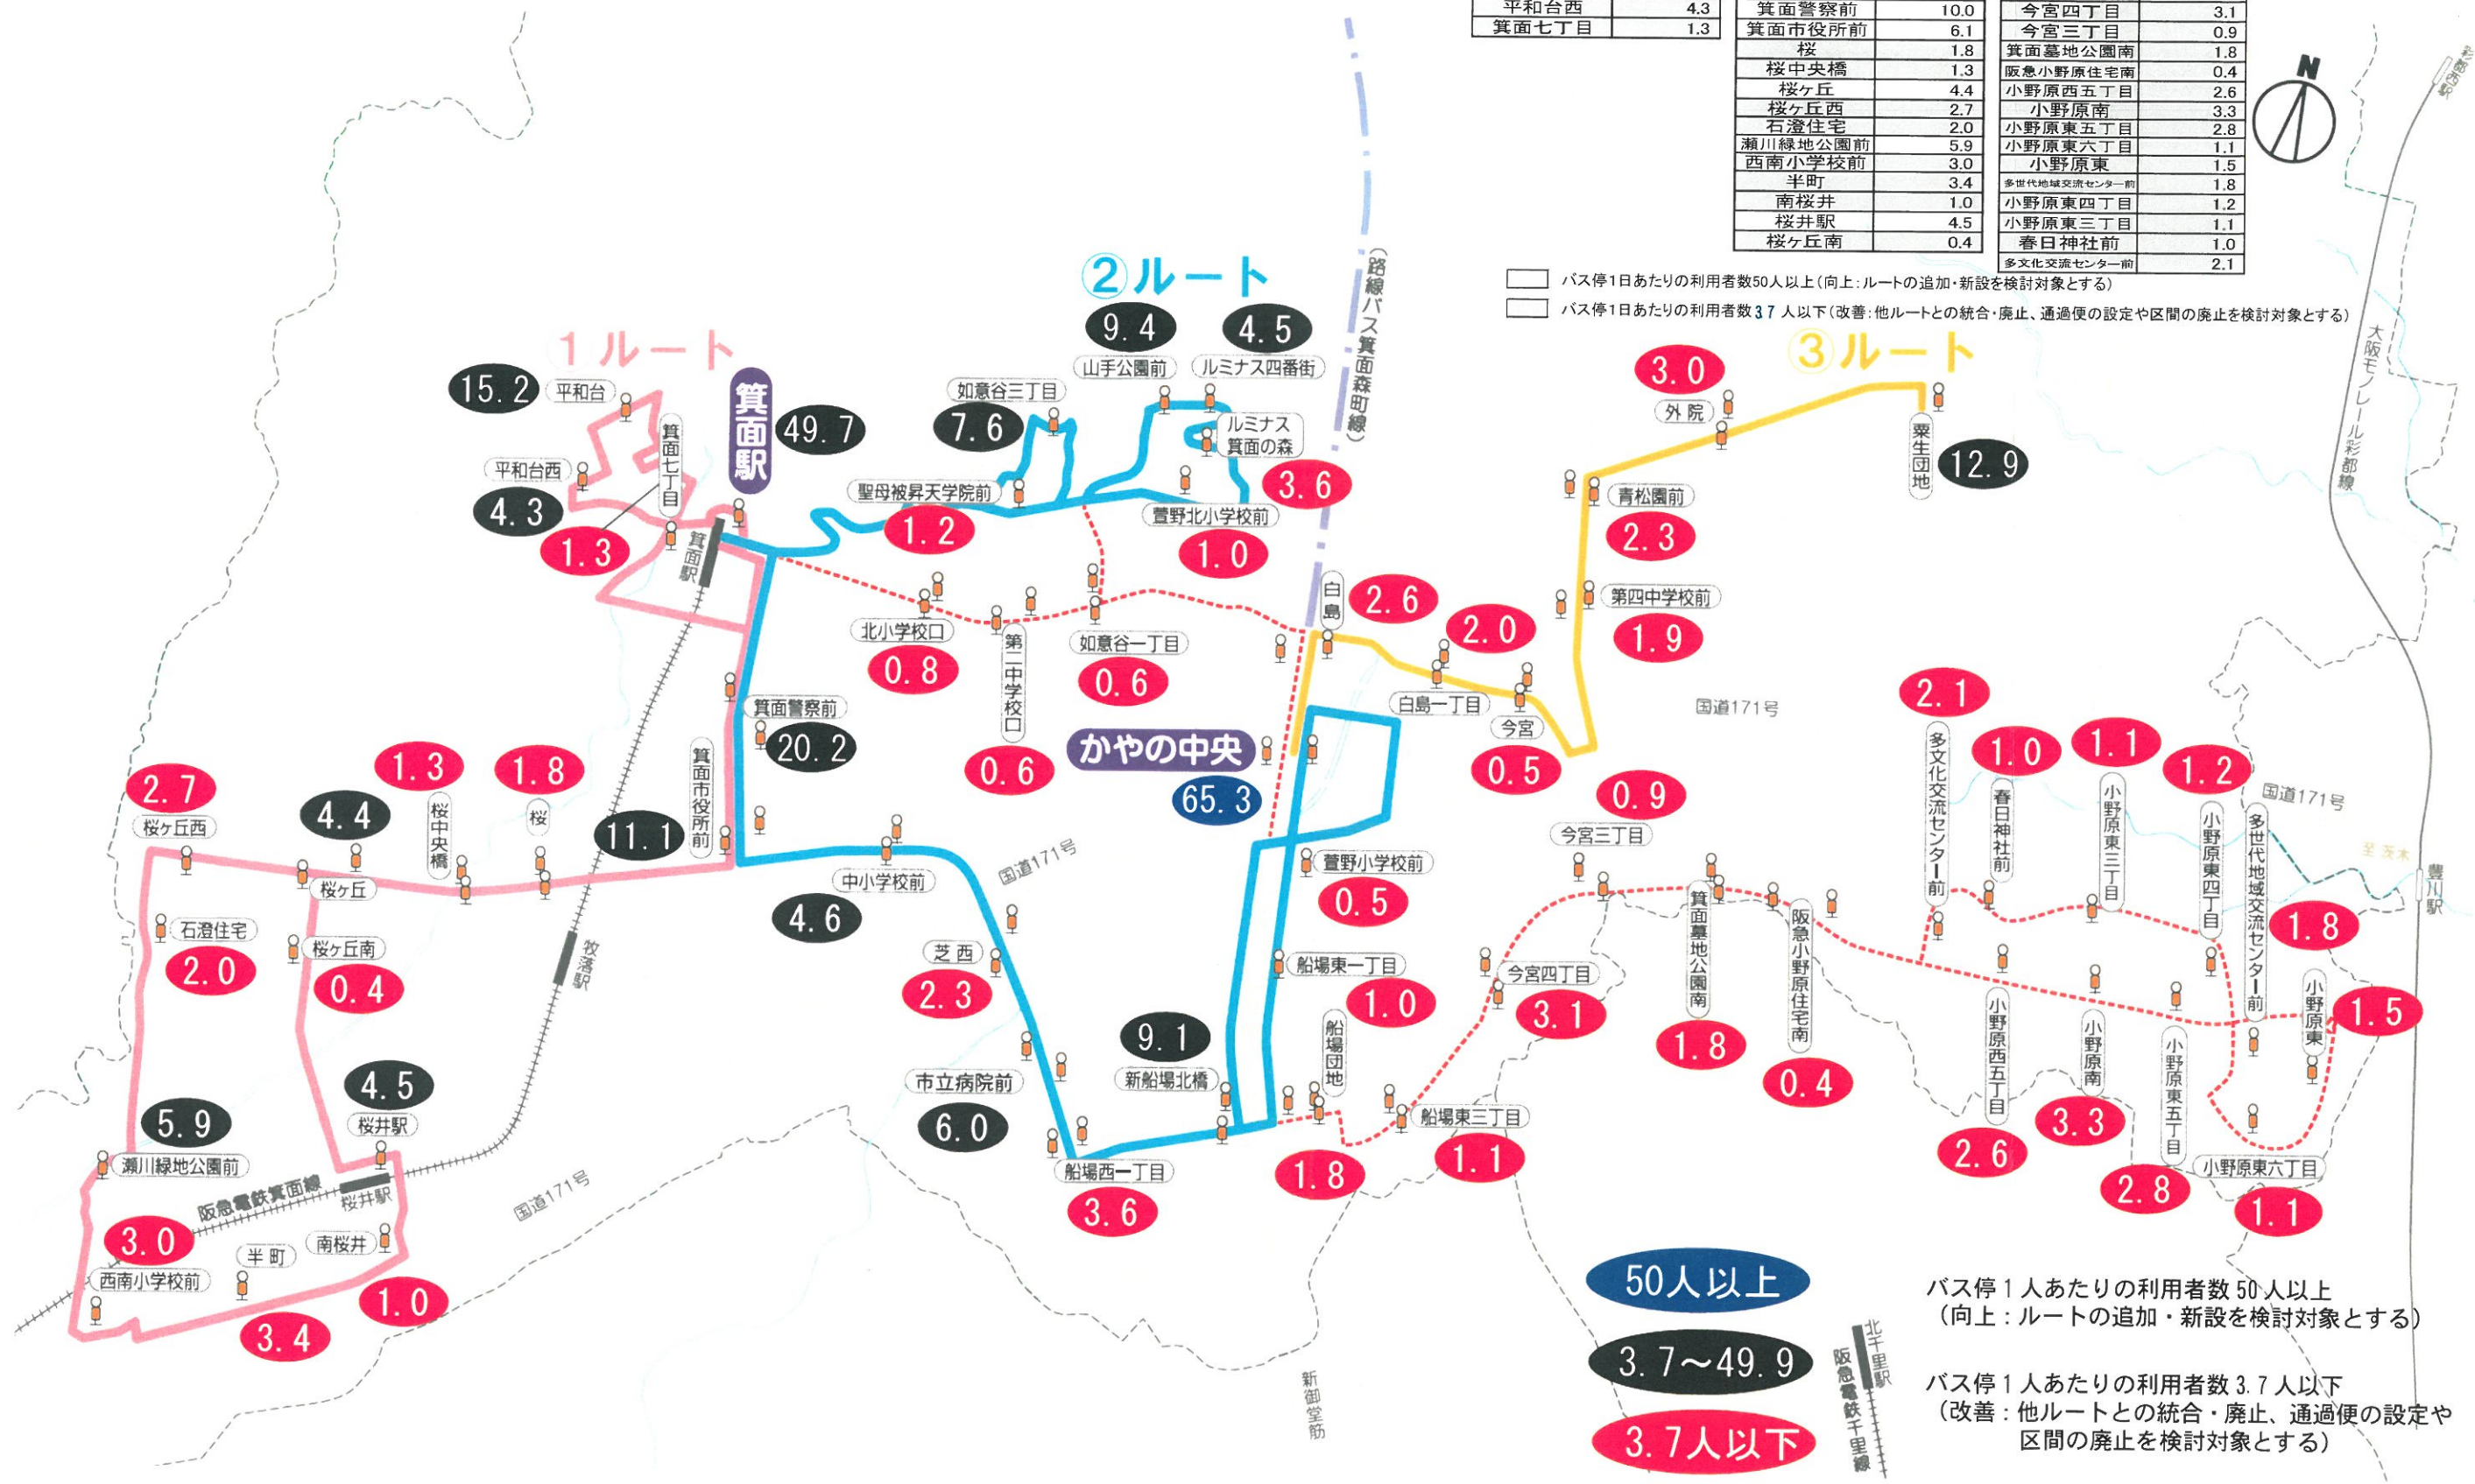 平和台西 4.3
箕面七丁目 1.3
箕面警察前 10.0
箕面市役所前 6.1
桜 1.8
桜中央橋 1.3
桜ヶ丘 4.4
桜ヶ丘西 2.7
石澄住宅 2.0
瀬川緑地公園前 5.9
西南小学校前 3.0
半町 3.4
南桜井 1.0
桜井駅 4.5
桜ヶ丘南 0.4
今宮四丁目 3.1
今宮三丁目 0.9
箕面墓地公園南 1.8
阪急小野原住宅南 0.4
小野原西五丁目 2.6
小野原南 3.3
小野原東五丁目 2.8
小野原東六丁目 1.1
小野原東 1.5
多世代地域交流センター前 1.8
小野原東四丁目 1.2
小野原東三丁目 1.1
春日神社前 1.0
多文化交流センター前 2.1
N
バス停1日あたりの利用者数50人以上(向上:ルートの追加・新設を検討対象とする)
バス停1日あたりの利用者数3.7人以下(改善:他ルートとの統合・廃止、通過便の設定や区間の廃止を検討対象とする)
彩都西駅
大阪モノレール彩都線
(路線バス箕面森町線)
1ルート
15.2
平和台
箕面七丁目
平和台西
4.3
1.3
箕面駅
49.7
箕面駅
②ルート
9.4
4.5
山手公園前
ルミナス四番街
如意谷三丁目
7.6
ルミナス
箕面の森
3.6
聖母被昇天学院前
1.2
萱野北小学校前
1.0
③ルート
3.0
外院
粟生団地
12.9
青松園前
2.3
第四中学校前
1.9
白島
2.6
2.0
白島一丁目
今宮
0.5
北小学校口
0.8
第二中学校口
0.6
如意谷一丁目
0.6
かやの中央
65.3
箕面警察前
20.2
箕面市役所前
11.1
1.8
桜
1.3
桜中央橋
4.4
桜ヶ丘
2.7
桜ヶ丘西
石澄住宅
2.0
桜ヶ丘南
0.4
4.5
桜井駅
5.9
瀬川緑地公園前
阪急電鉄箕面線
桜井駅
3.0
西南小学校前
半町
3.4
南桜井
1.0
国道171号
牧落駅
中小学校前
4.6
国道171号
芝西
2.3
市立病院前
6.0
船場西一丁目
3.6
9.1
新船場北橋
萱野小学校前
0.5
船場東一丁目
1.0
船場団地
1.8
船場東三丁目
1.1
今宮四丁目
3.1
0.9
今宮三丁目
国道171号
箕面墓地公園南
1.8
阪急小野原住宅南
0.4
2.1
多文化交流センター前
1.0
春日神社前
1.1
小野原東三丁目
1.2
小野原東四丁目
多世代地域交流センター前
1.8
国道171号
至 茨木
豊川駅
小野原東
1.5
小野原西五丁目
2.6
小野原南
3.3
小野原東五丁目
2.8
小野原東六丁目
1.1
新御堂筋
50人以上
3.7~49.9
3.7人以下
北千里駅
阪急電鉄千里線
バス停1人あたりの利用者数50人以上
(向上:ルートの追加・新設を検討対象とする)
バス停1人あたりの利用者数3.7人以下
(改善:他ルートとの統合・廃止、通過便の設定や
区間の廃止を検討対象とする)